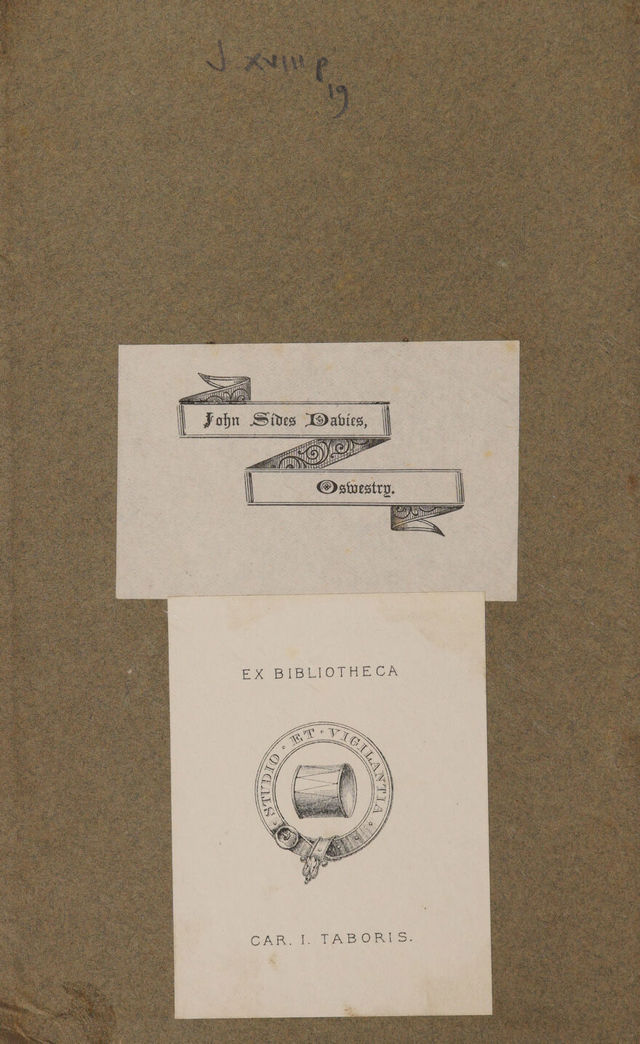 J XVIII P
19
John Sides Davies,
Oswestry.
EX BIBLIOTHECA
STUDIO · ET · VIGILANTIA ·
CAR. I. TABORIS.